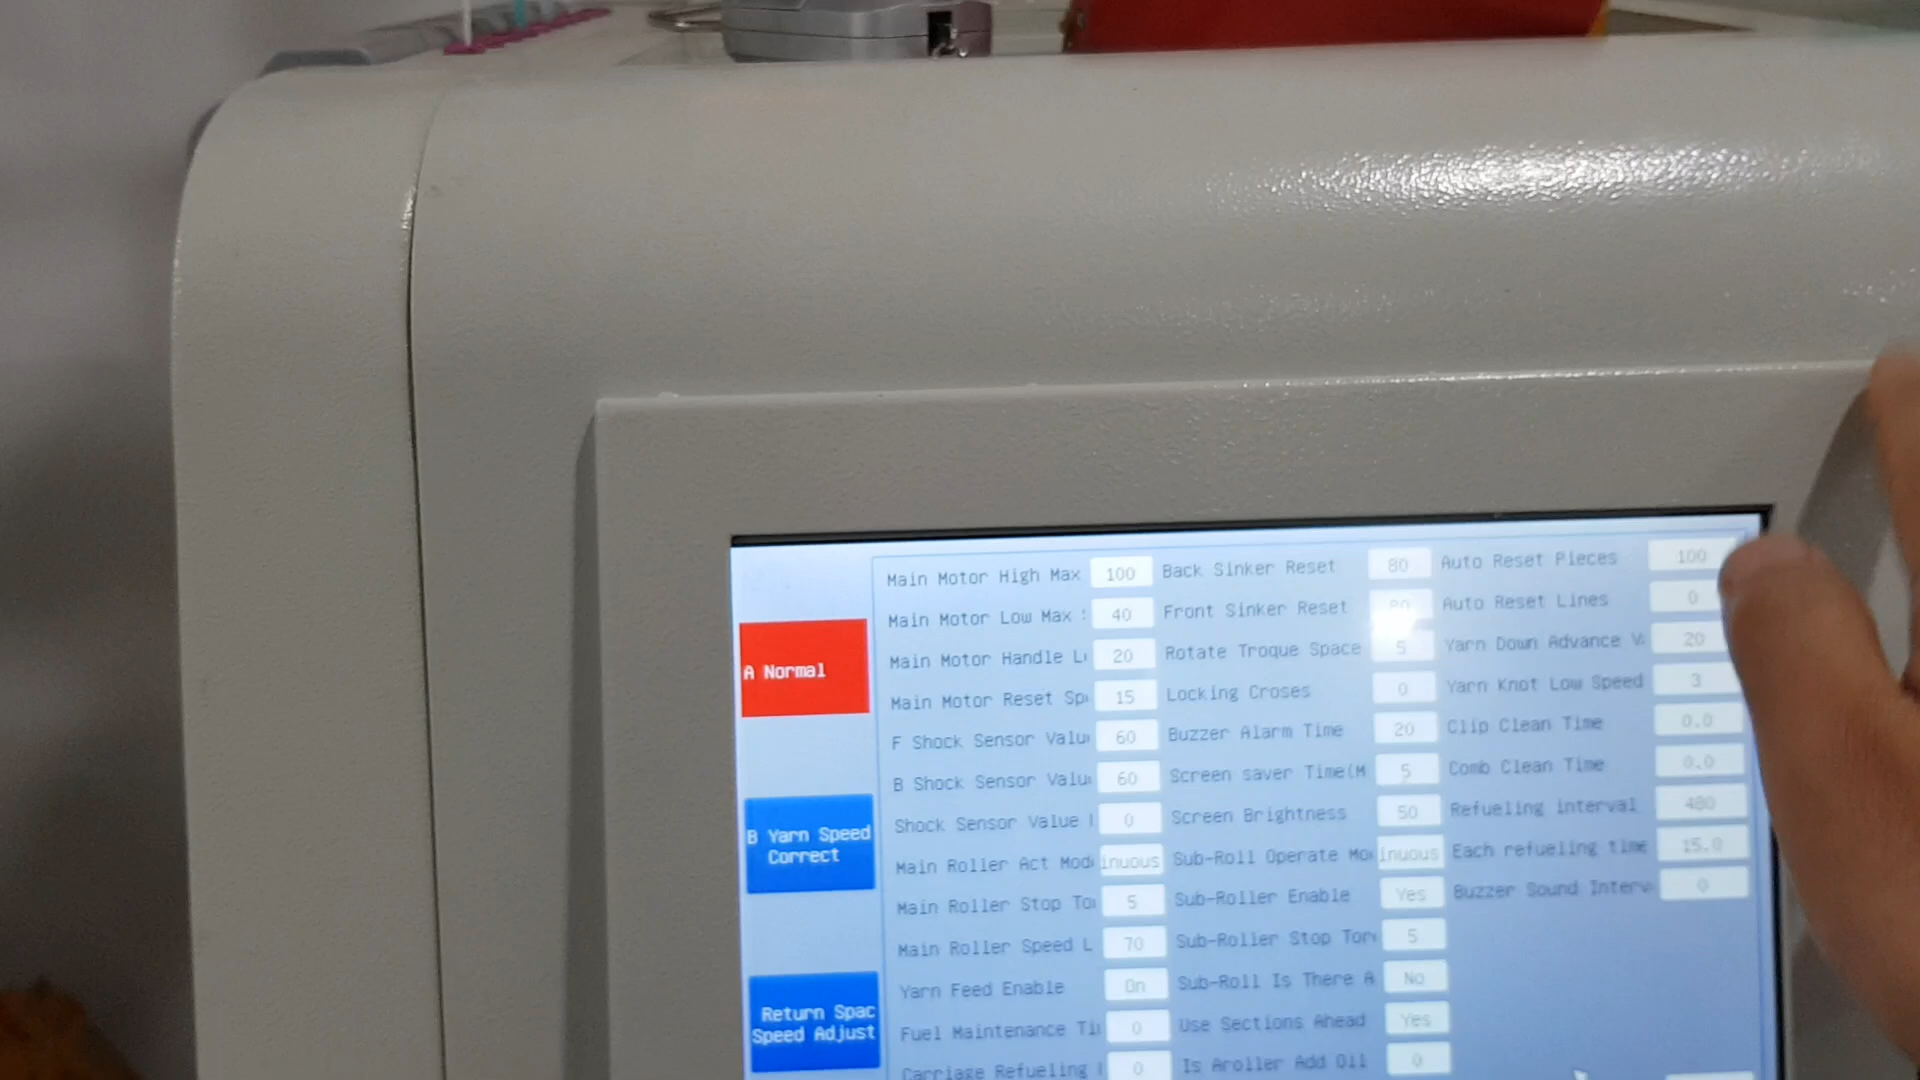 Main Motor High Max 100 Back Sinker Reset 80 Auto Reset Pieces 100
Main Motor Low Max 40 Front Sinker Reset Auto Reset Lines 0
Main Motor Handle 20 Rotate Troque Space 5 Yarn Down Advance 20
Main Motor Reset Sp 15 Locking Croses 0 Yarn Knot Low Speed 3
F Shock Sensor Valu 60 Buzzer Alarm Time 20 Clip Clean Time 0.0
B Shock Sensor Valu 60 Screen saver Time(M 5 Comb Clean Time 0.0
Shock Sensor Value 0 Screen Brightness 50 Refueling interval 480
Main Roller Act Mod inuous Sub-Roll Operate Mo inuous Each refueling time 15.0
Main Roller Stop To 5 Sub-Roller Enable Yes Buzzer Sound Interv 0
Main Roller Speed L 70 Sub-Roller Stop Tor 5
Yarn Feed Enable On Sub-Roll Is There A No
Fuel Maintenance Ti 0 Use Sections Ahead Yes
Carriage Refueling 0 Is Aroller Add Oil 0
A Normal
B Yarn Speed
Correct
Return Spac
Speed Adjust